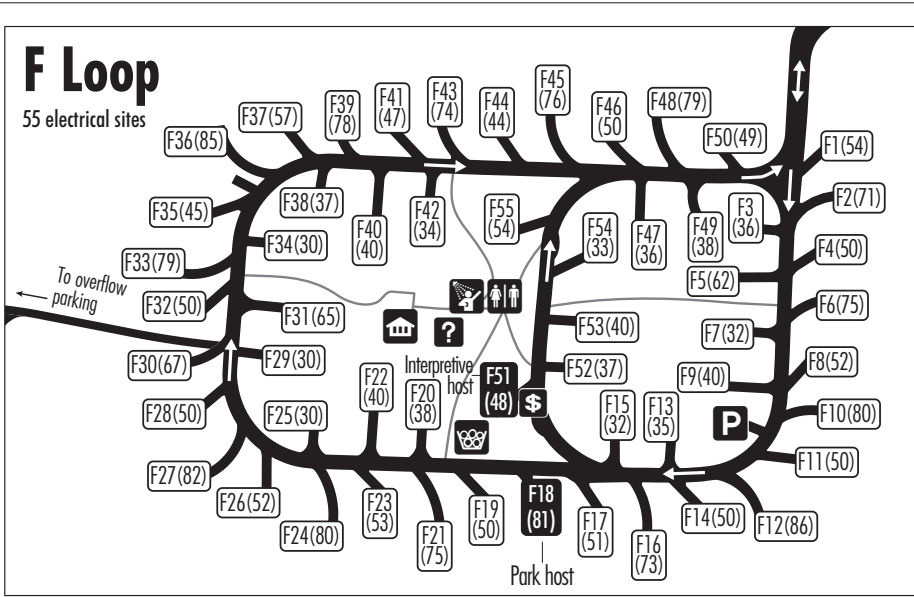 F Loop
55 electrical sites
F36(85)
F37(57)
F39
(78)
F41
(47)
F43
(74)
F44
(44)
F45
(76)
F46
(50)
F48(79)
F50(49)
F1(54)
F2(71)
F35(45)
F38(37)
F40
(40)
F42
(34)
F55
(54)
F54
(33)
F47
(36)
F49
(38)
F3
(36)
F4(50)
F34(30)
F33(79)
F5(62)
To overflow
parking
F32(50)
F31(65)
?
F53(40)
F7(32)
F6(75)
F30(67)
F29(30)
F22
(40)
F20
(38)
Interpretive
host
F51
(48)
$
F52(37)
F9(40)
F8(52)
F28(50)
F25(30)
F15
(32)
F13
(35)
P
F10(80)
F27(82)
F26(52)
F11(50)
F24(80)
F23
(53)
F21
(75)
F19
(50)
F18
(81)
F17
(51)
F16
(73)
F14(50)
F12(86)
Park host